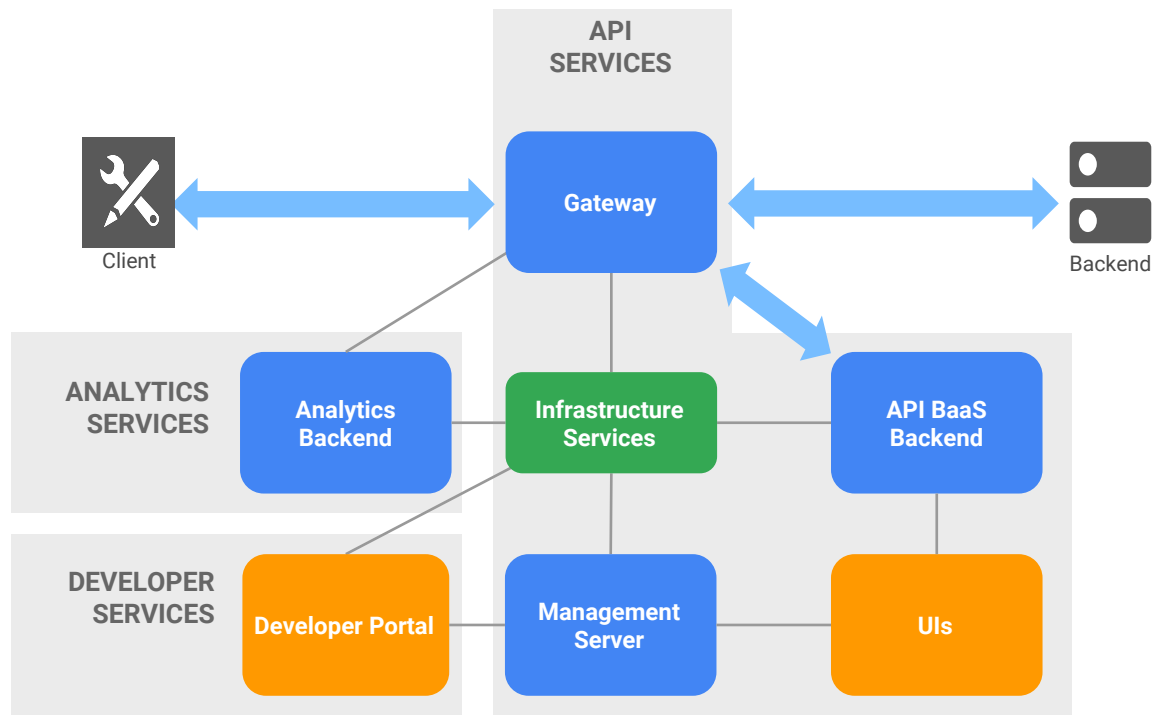 API
SERVICES
Gateway
Client
Backend
ANALYTICS
SERVICES
Analytics
Backend
Infrastructure
Services
API BaaS
Backend
DEVELOPER
SERVICES
Developer Portal
Management
Server
UIs